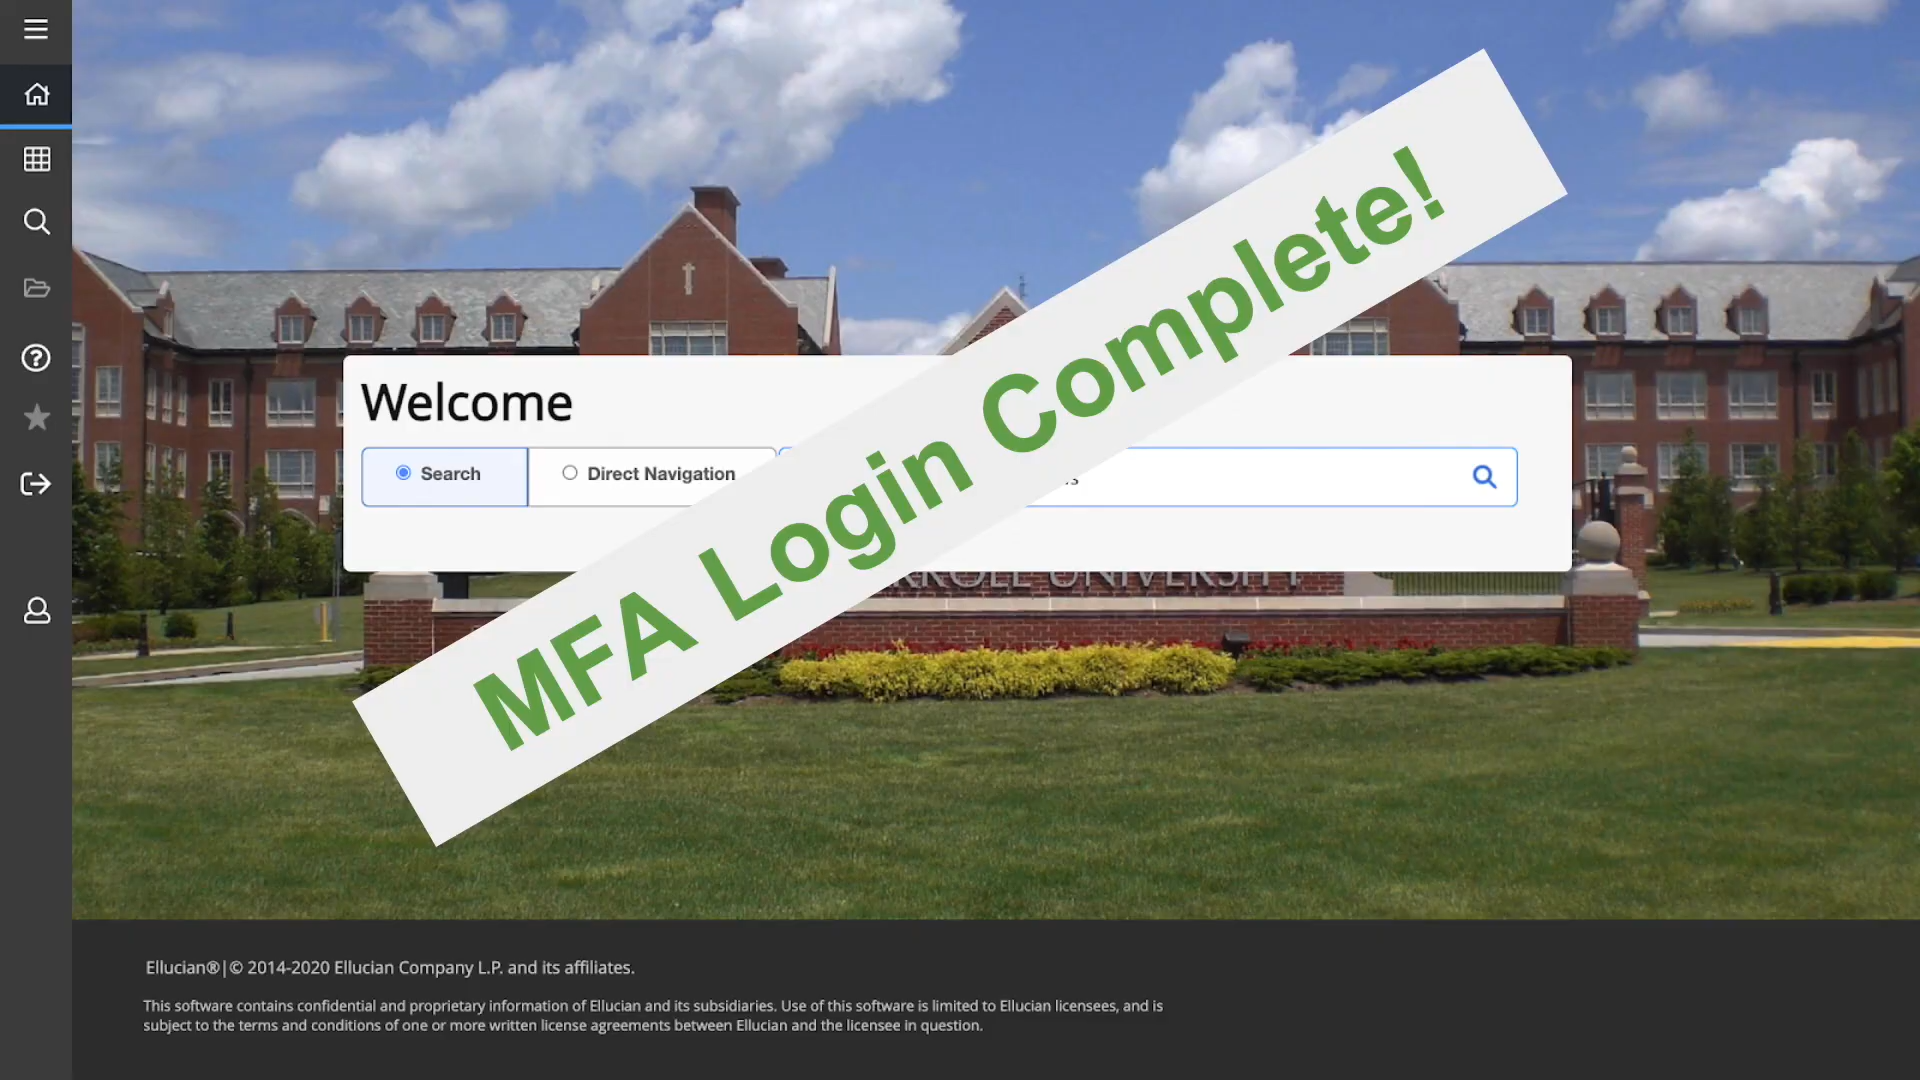 MFA Login Complete!
Welcome
Search
Direct Navigation
UNIVERSITY
Ellucian®|© 2014-2020 Ellucian Company L.P. and its affiliates.
This software contains confidential and proprietary information of Ellucian and its subsidiaries. Use of this software is limited to Ellucian licensees, and is
subject to the terms and conditions of one or more written license agreements between Ellucian and the licensee in question.